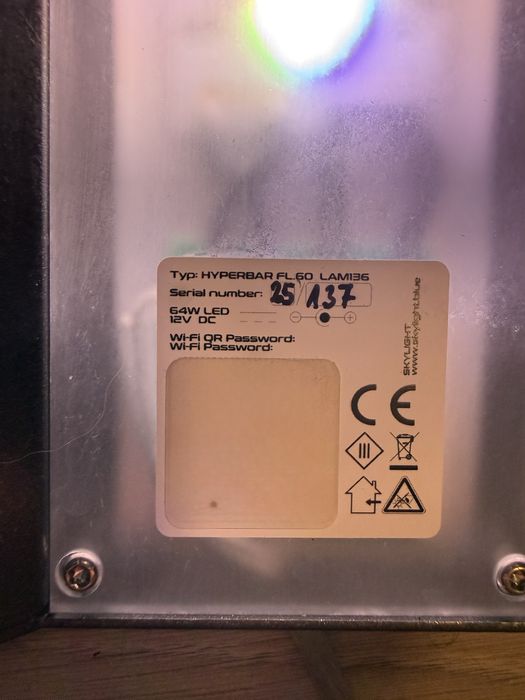 Typ: HYPERBAR FL.60 LAM136
Serial number: 25/137
64W LED
12V DC
Wi-Fi QR Password:
Wi-Fi Password:
SKYLIGHT
www.skylight.blue
CE
III